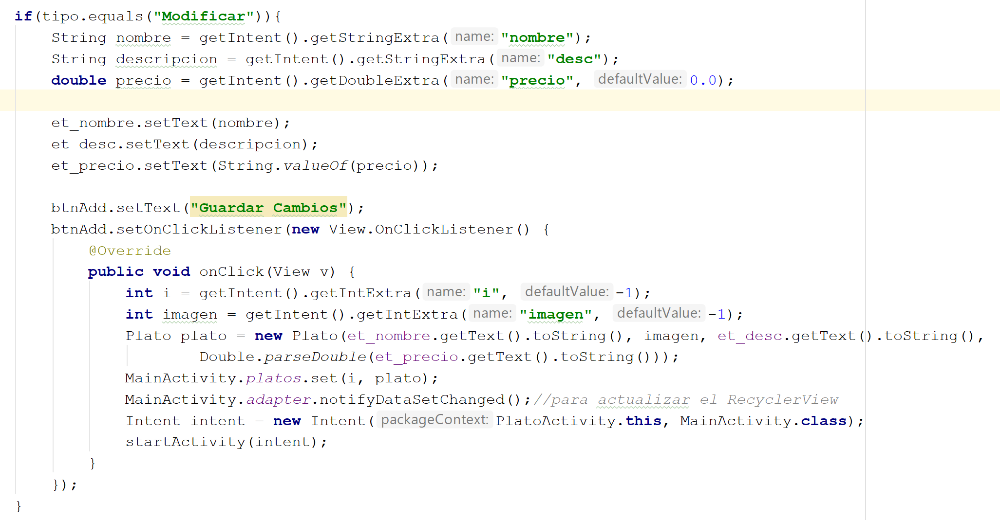 if(tipo.equals("Modificar")){
String nombre = getIntent().getStringExtra( name: "nombre");
String descripcion = getIntent().getStringExtra( name: "desc");
double precio = getIntent().getDoubleExtra( name: "precio", defaultValue: 0.0);
et_nombre.setText(nombre);
et_desc.setText(descripcion);
et_precio.setText(String.valueOf(precio));
btnAdd.setText("Guardar Cambios");
btnAdd.setOnClickListener(new View.OnClickListener() {
@Override
public void onClick(View v) {
int i = getIntent().getIntExtra( name: "i", defaultValue: -1);
int imagen = getIntent().getIntExtra( name: "imagen", defaultValue: -1);
Plato plato = new Plato(et_nombre.getText().toString(), imagen, et_desc.getText().toString(),
Double.parseDouble(et_precio.getText().toString()));
MainActivity.platos.set(i, plato);
MainActivity.adapter.notifyDataSetChanged();//para actualizar el RecyclerView
Intent intent = new Intent( packageContext: PlatoActivity.this, MainActivity.class);
startActivity(intent);
}
});
}